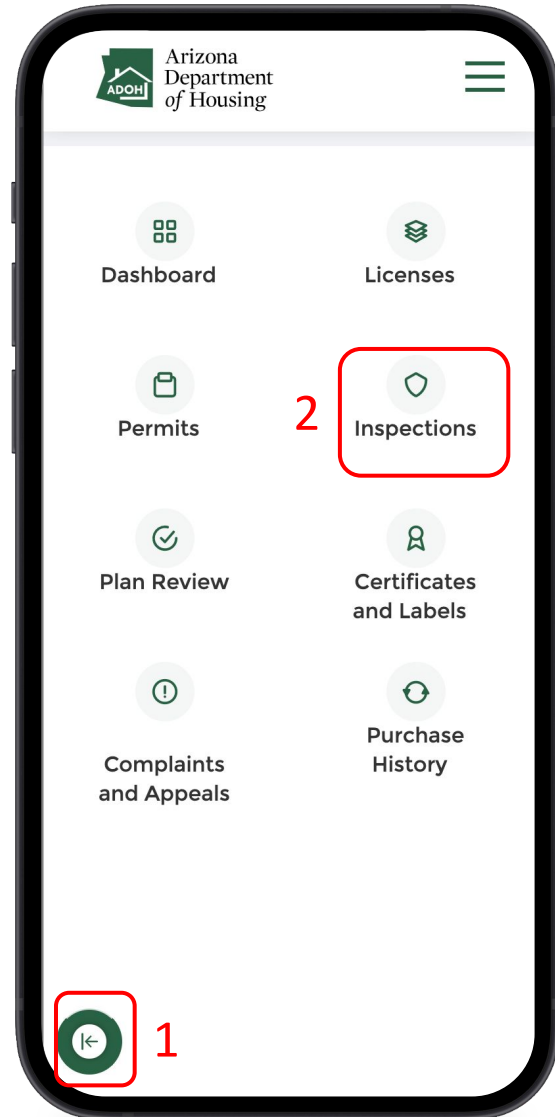 Arizona
Department
of Housing
ADOH
Dashboard
Licenses
Permits
2
Inspections
Plan Review
Certificates
and Labels
Complaints
and Appeals
Purchase
History
1